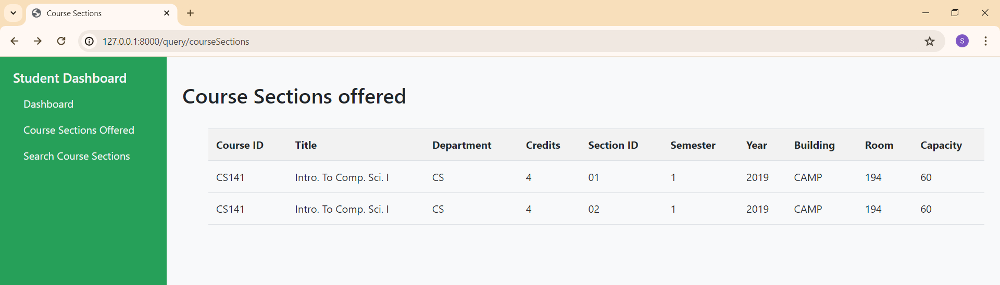 Course Sections
127.0.0.1:8000/query/courseSections
S
Student Dashboard
Dashboard
Course Sections Offered
Search Course Sections
Course Sections offered
Course ID Title Department Credits Section ID Semester Year Building Room Capacity
CS141 Intro. To Comp. Sci. I CS 4 01 1 2019 CAMP 194 60
CS141 Intro. To Comp. Sci. I CS 4 02 1 2019 CAMP 194 60